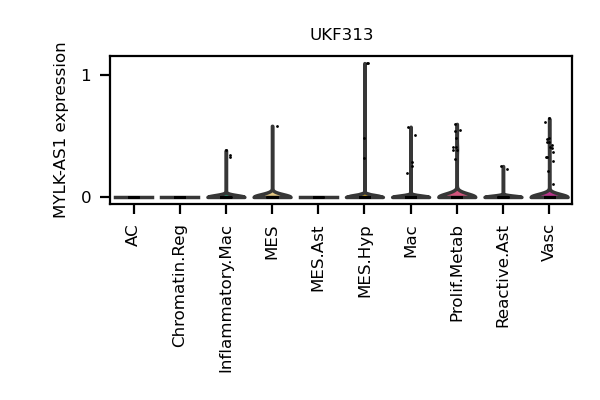 UKF313
MYLK-AS1 expression
1
0
AC
Chromatin.Reg
Inflammatory.Mac
MES
MES.Ast
MES.Hyp
Mac
Prolif.Metab
Reactive.Ast
Vasc